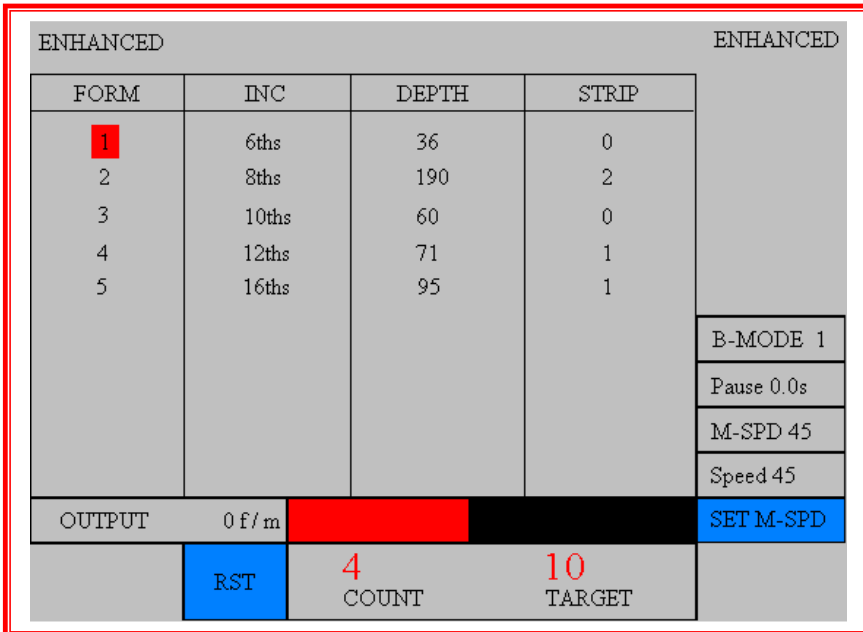 ENHANCED ENHANCED
FORM INC DEPTH STRIP
1 6ths 36 0
2 8ths 190 2
3 10ths 60 0
4 12ths 71 1
5 16ths 95 1
B-MODE 1
Pause 0.0s
M-SPD 45
Speed 45
OUTPUT 0 f/m SET M-SPD
RST 4 10
COUNT TARGET